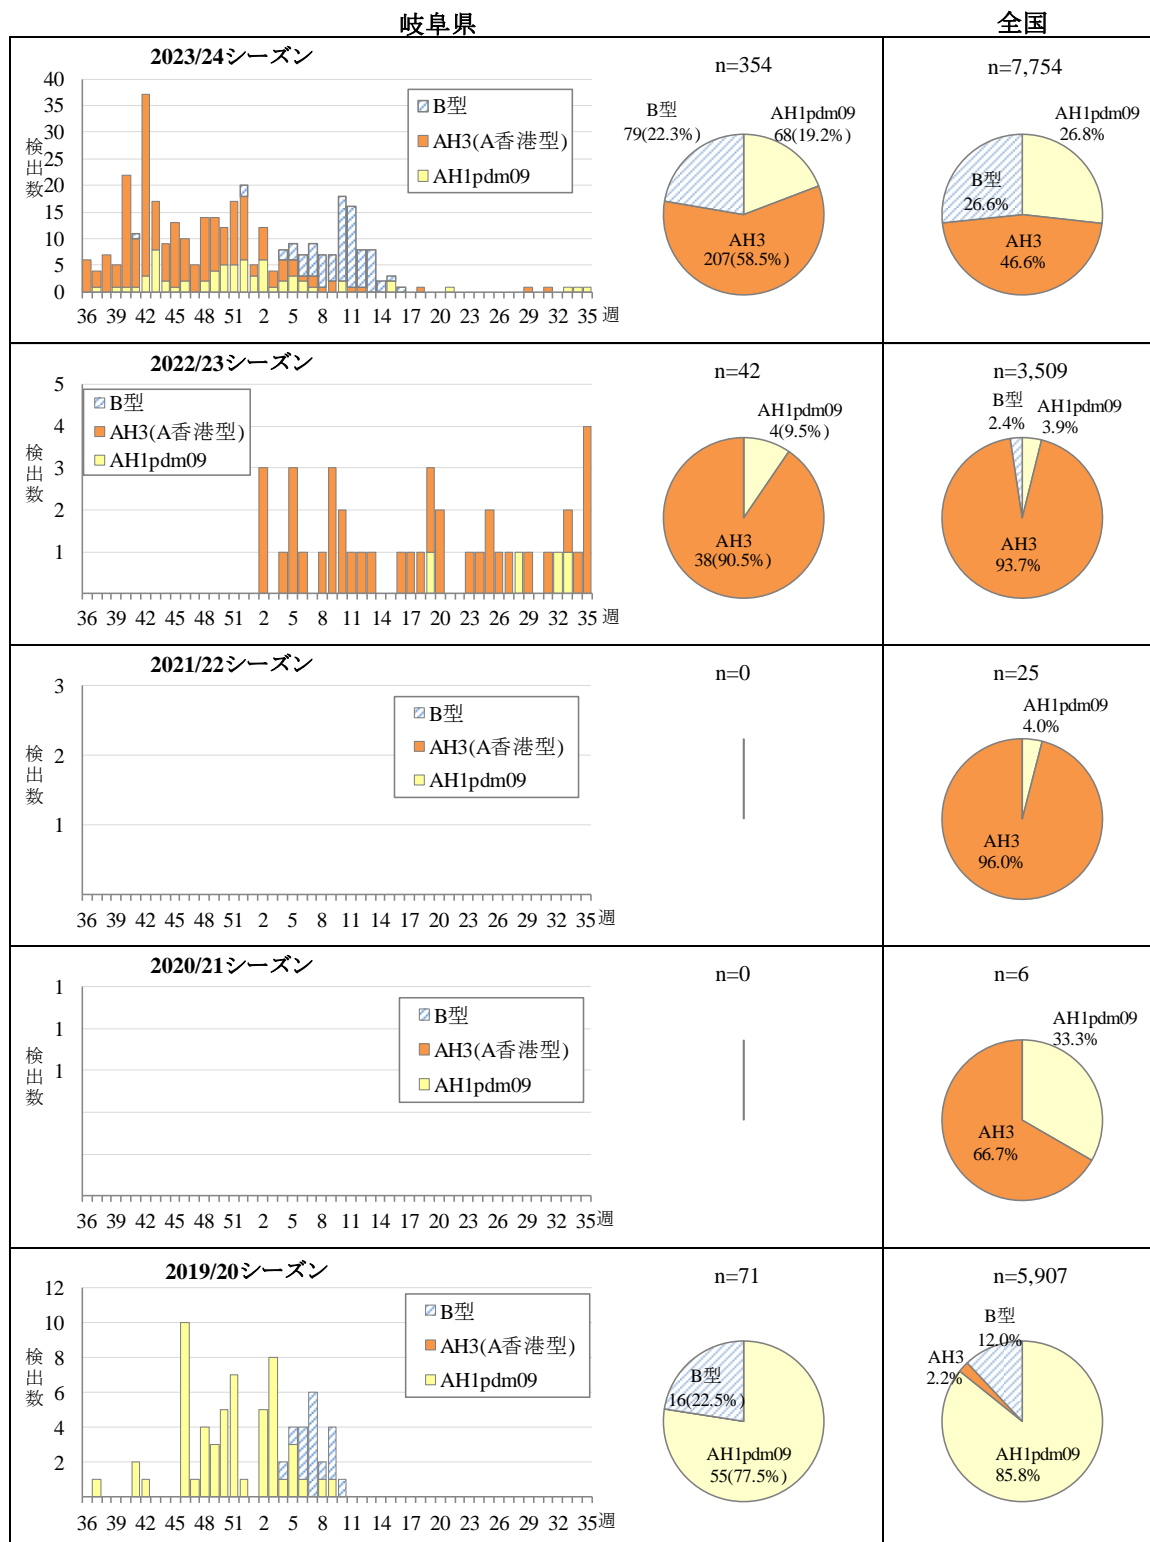 岐阜県
全国
2023/24シーズン
検出数
40
35
30
25
20
15
10
5
0
B型
AH3(A香港型)
AH1pdm09
36 39 42 45 48 51 2 5 8 11 14 17 20 23 26 29 32 35 週
n=354
B型
79(22.3%)
AH1pdm09
68(19.2%)
AH3
207(58.5%)
n=7,754
AH1pdm09
26.8%
B型
26.6%
AH3
46.6%
2022/23シーズン
検出数
5
4
3
2
1
B型
AH3(A香港型)
AH1pdm09
36 39 42 45 48 51 2 5 8 11 14 17 20 23 26 29 32 35 週
n=42
AH1pdm09
4(9.5%)
AH3
38(90.5%)
n=3,509
B型
2.4%
AH1pdm09
3.9%
AH3
93.7%
2021/22シーズン
検出数
3
2
1
B型
AH3(A香港型)
AH1pdm09
36 39 42 45 48 51 2 5 8 11 14 17 20 23 26 29 32 35 週
n=0
n=25
AH1pdm09
4.0%
AH3
96.0%
2020/21シーズン
検出数
1
1
1
B型
AH3(A香港型)
AH1pdm09
36 39 42 45 48 51 2 5 8 11 14 17 20 23 26 29 32 35 週
n=0
n=6
AH1pdm09
33.3%
AH3
66.7%
2019/20シーズン
検出数
12
10
8
6
4
2
B型
AH3(A香港型)
AH1pdm09
36 39 42 45 48 51 2 5 8 11 14 17 20 23 26 29 32 35 週
n=71
B型
16(22.5%)
AH1pdm09
55(77.5%)
n=5,907
B型
12.0%
AH3
2.2%
AH1pdm09
85.8%